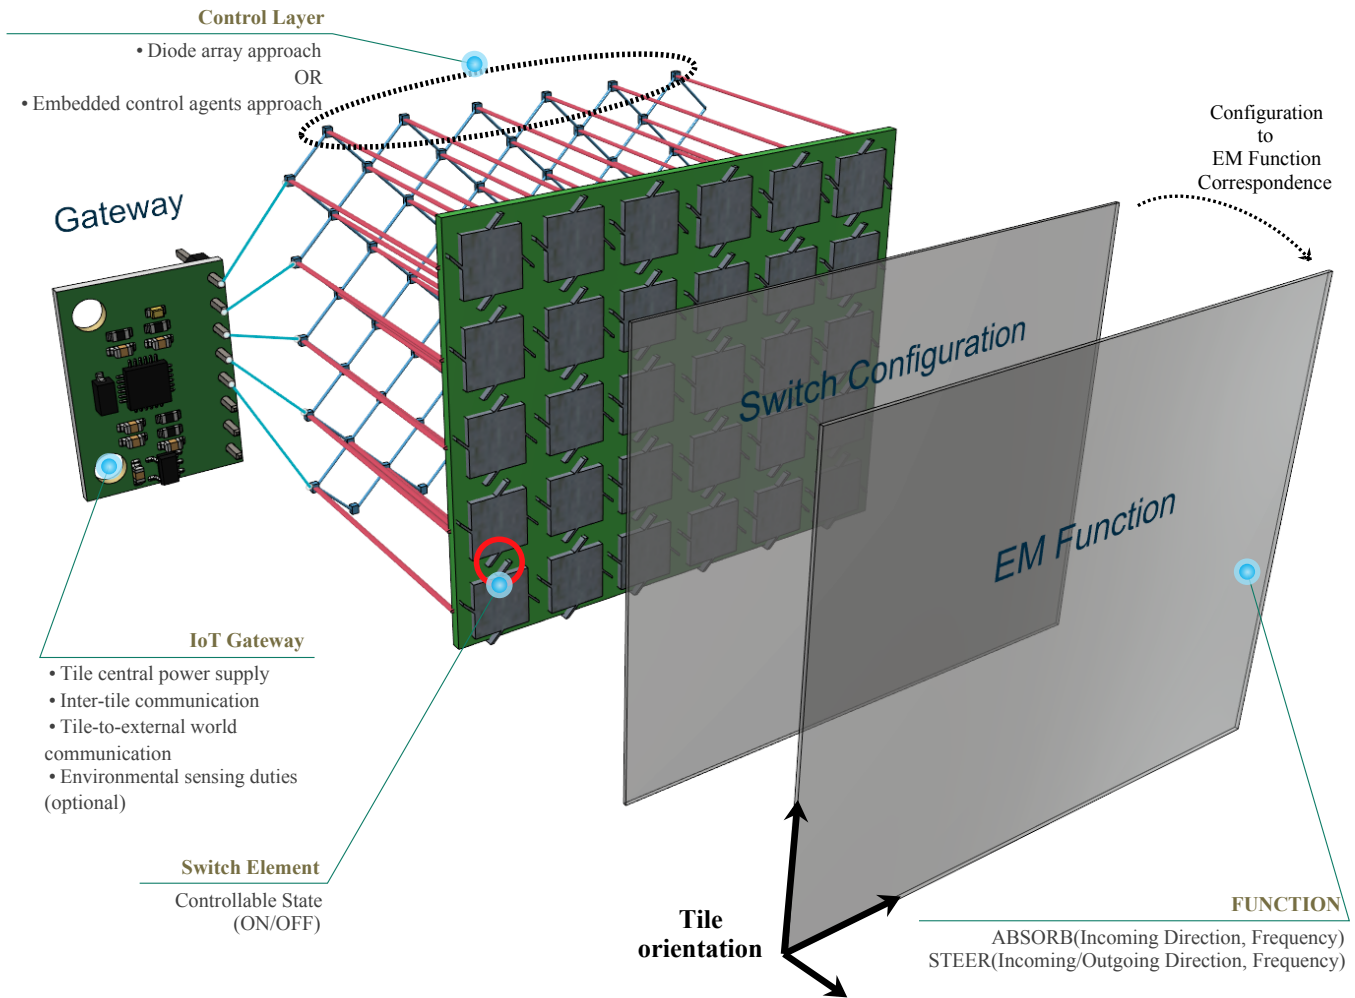 Control Layer
• Diode array approach
OR
• Embedded control agents approach
Configuration
to
EM Function
Correspondence
Gateway
Switch Configuration
EM Function
IoT Gateway
• Tile central power supply
• Inter-tile communication
• Tile-to-external world
communication
• Environmental sensing duties
(optional)
Switch Element
Controllable State
(ON/OFF)
Tile
orientation
FUNCTION
ABSORB(Incoming Direction, Frequency)
STEER(Incoming/Outgoing Direction, Frequency)